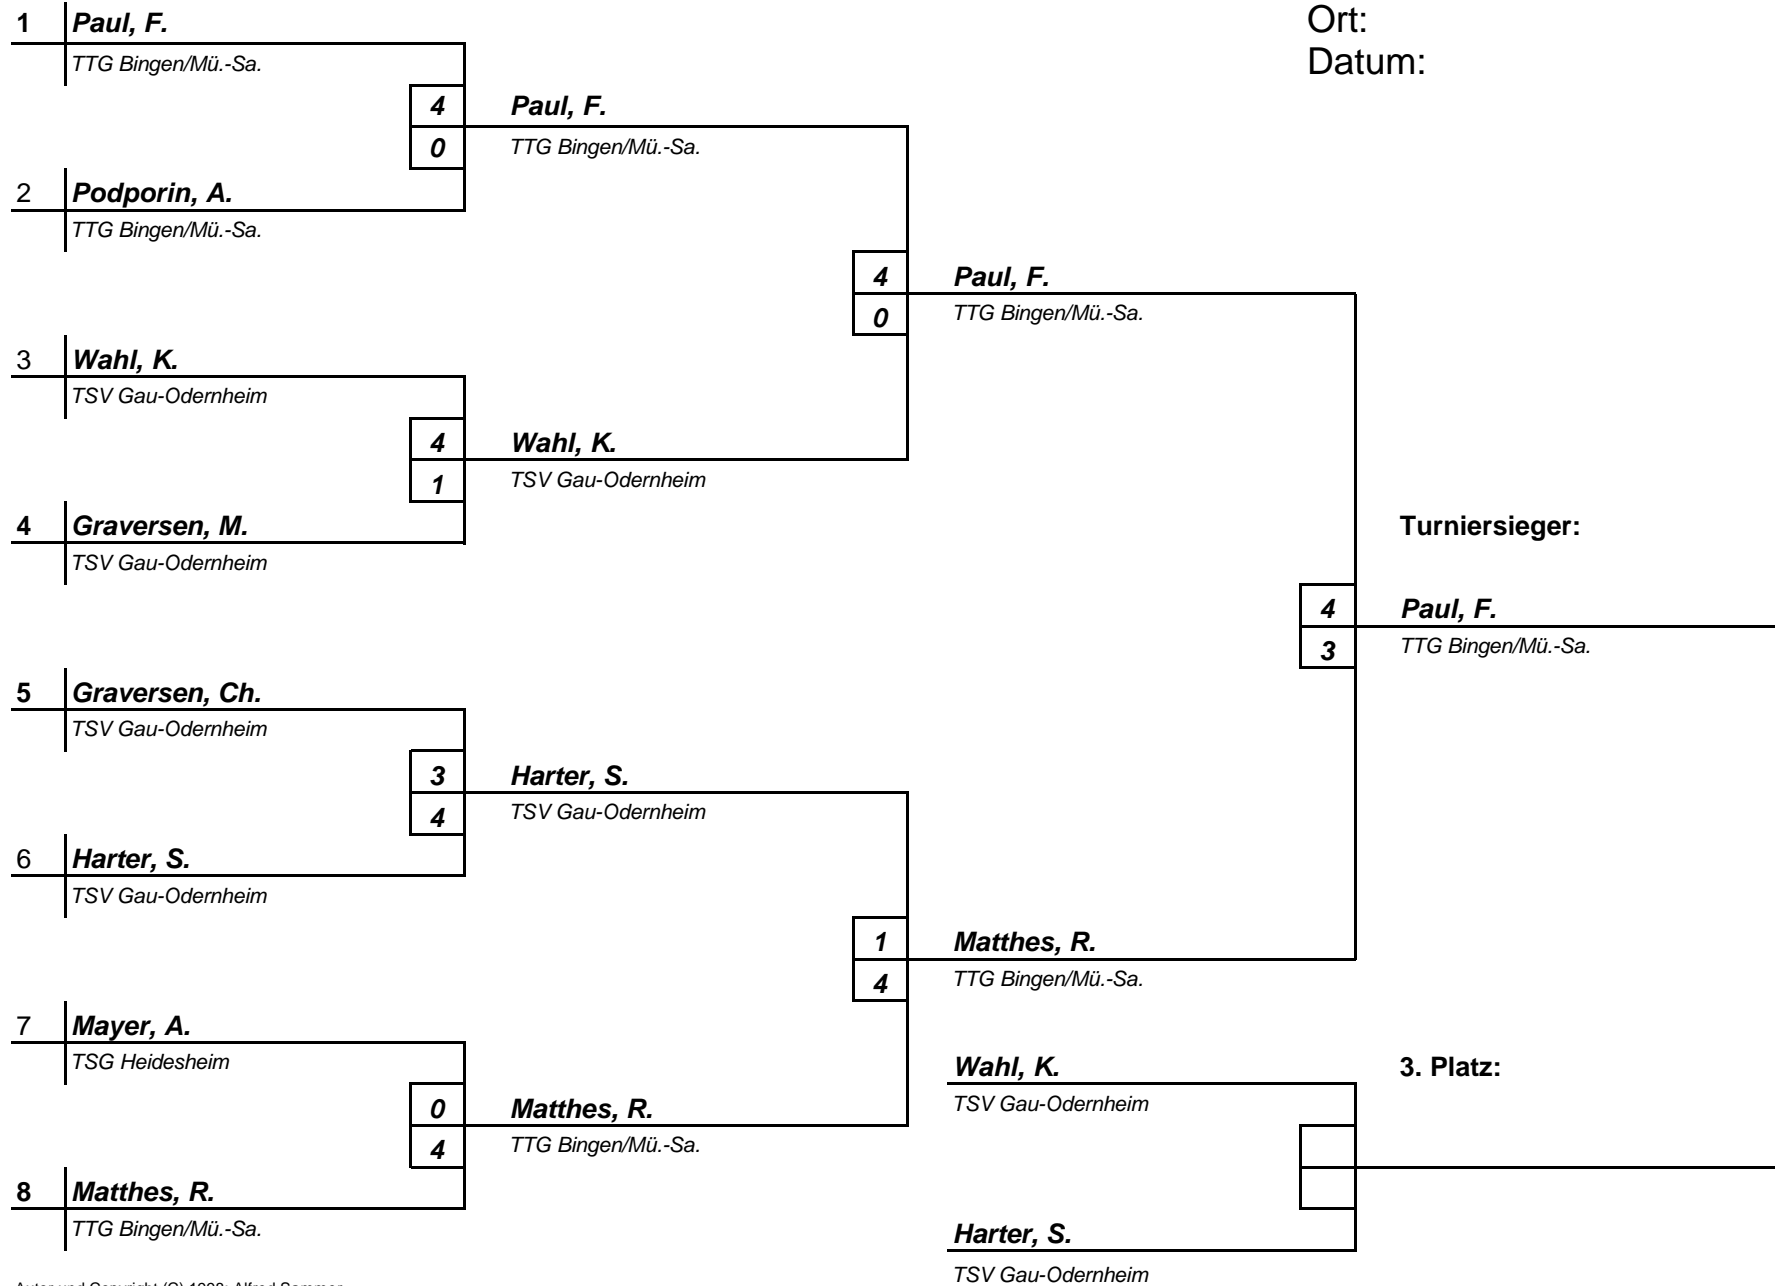 Ort:
Datum:
1 Paul, F.
TTG Bingen/Mü.-Sa.
4 Paul, F.
0 TTG Bingen/Mü.-Sa.
2 Podporin, A.
TTG Bingen/Mü.-Sa.
4 Paul, F.
0 TTG Bingen/Mü.-Sa.
3 Wahl, K.
TSV Gau-Odernheim
4 Wahl, K.
1 TSV Gau-Odernheim
4 Graversen, M.
TSV Gau-Odernheim
Turniersieger:
4 Paul, F.
3 TTG Bingen/Mü.-Sa.
5 Graversen, Ch.
TSV Gau-Odernheim
3 Harter, S.
4 TSV Gau-Odernheim
6 Harter, S.
TSV Gau-Odernheim
1 Matthes, R.
4 TTG Bingen/Mü.-Sa.
7 Mayer, A.
TSG Heidesheim
Wahl, K. 3. Platz:
TSV Gau-Odernheim
0 Matthes, R.
4 TTG Bingen/Mü.-Sa.
8 Matthes, R.
TTG Bingen/Mü.-Sa.
Harter, S.
TSV Gau-Odernheim